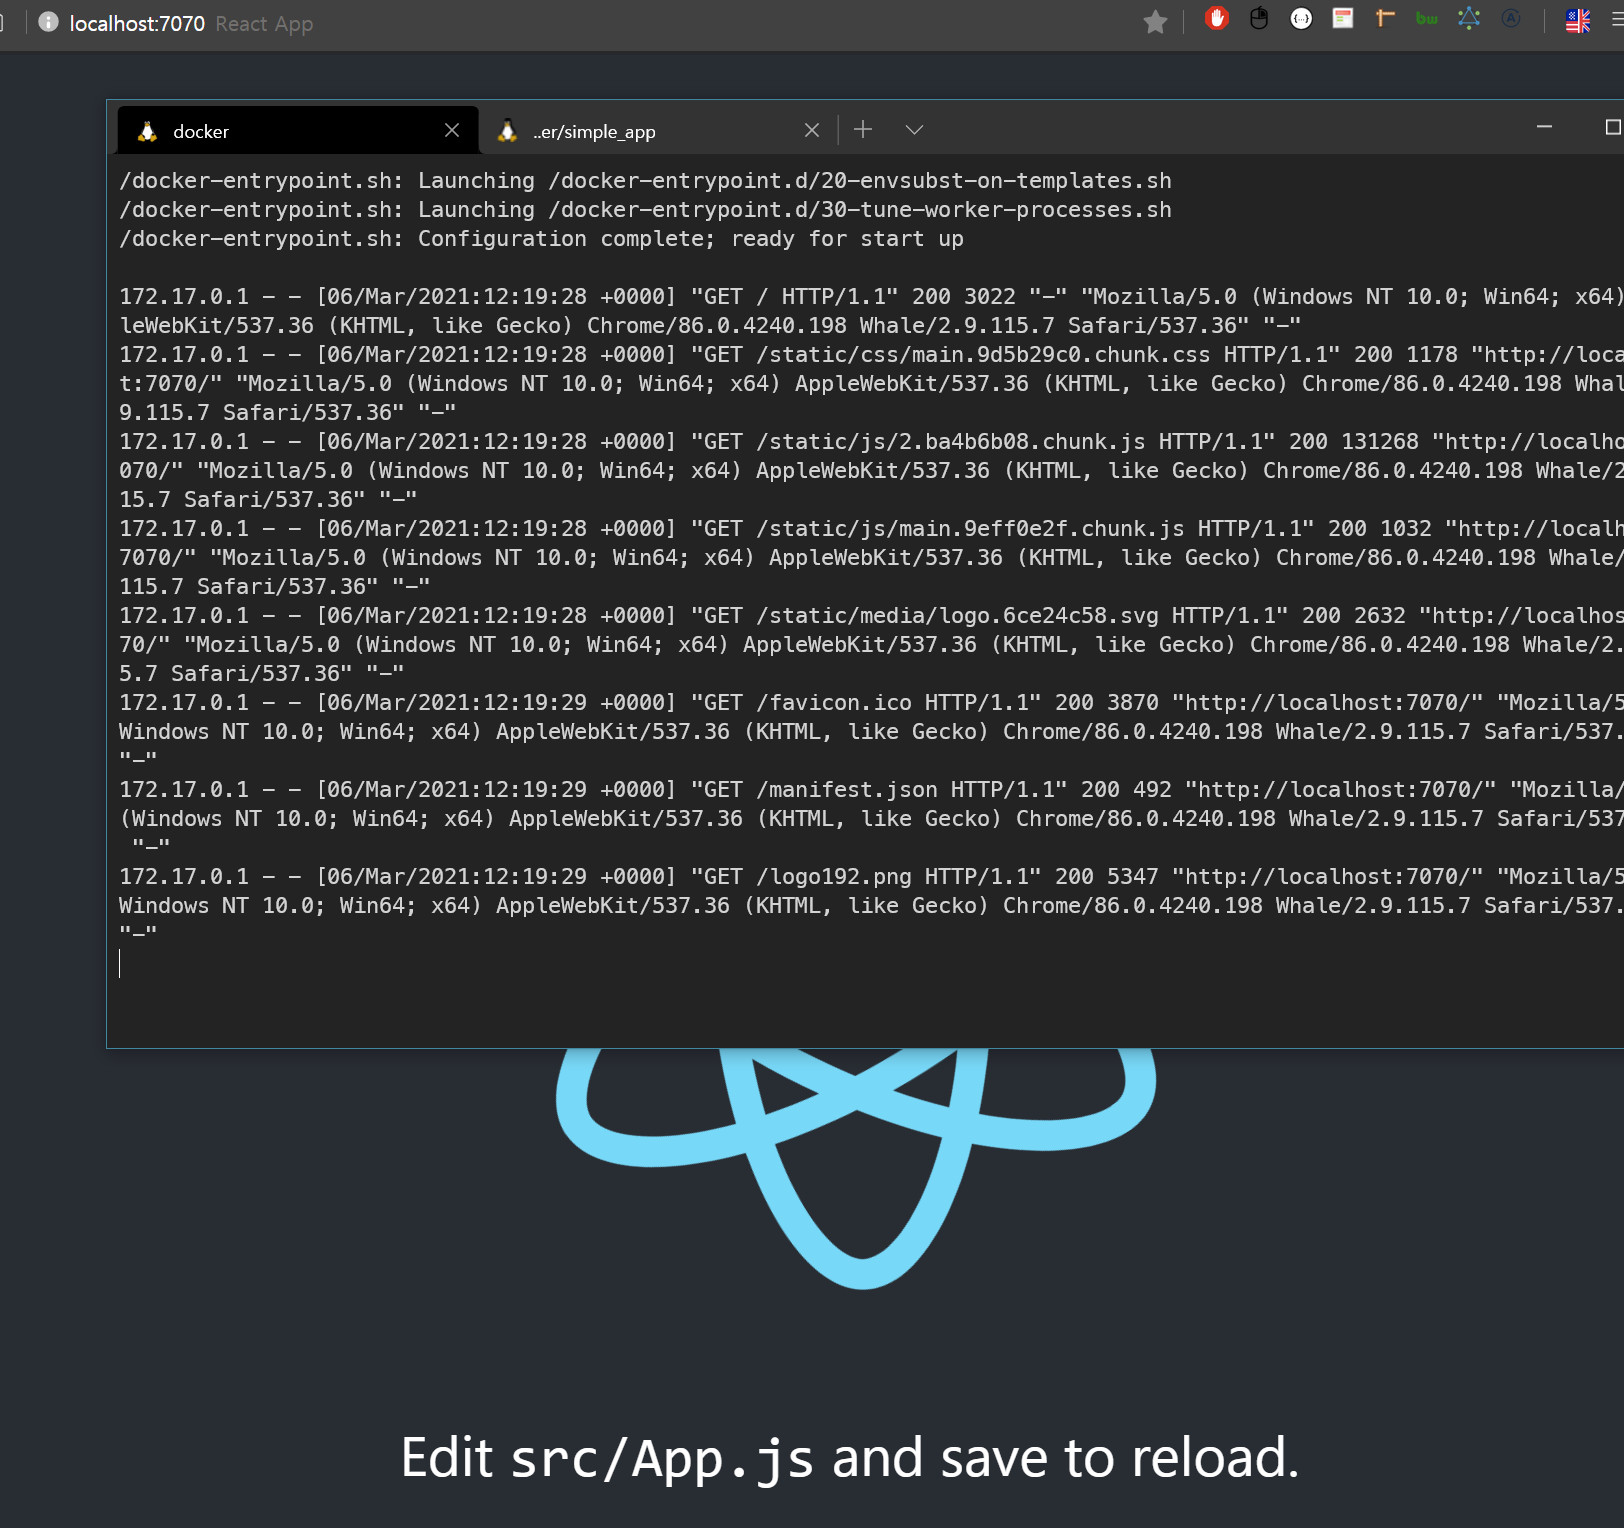 localhost:7070 React App
docker
..er/simple_app
/docker-entrypoint.sh: Launching /docker-entrypoint.d/20-envsubst-on-templates.sh
/docker-entrypoint.sh: Launching /docker-entrypoint.d/30-tune-worker-processes.sh
/docker-entrypoint.sh: Configuration complete; ready for start up
172.17.0.1 - - [06/Mar/2021:12:19:28 +0000] "GET / HTTP/1.1" 200 3022 "-" "Mozilla/5.0 (Windows NT 10.0; Win64; x64)
leWebKit/537.36 (KHTML, like Gecko) Chrome/86.0.4240.198 Whale/2.9.115.7 Safari/537.36" "-"
172.17.0.1 - - [06/Mar/2021:12:19:28 +0000] "GET /static/css/main.9d5b29c0.chunk.css HTTP/1.1" 200 1178 "http://loca
t:7070/" "Mozilla/5.0 (Windows NT 10.0; Win64; x64) AppleWebKit/537.36 (KHTML, like Gecko) Chrome/86.0.4240.198 Whal
9.115.7 Safari/537.36" "-"
172.17.0.1 - - [06/Mar/2021:12:19:28 +0000] "GET /static/js/2.ba4b6b08.chunk.js HTTP/1.1" 200 131268 "http://localho
070/" "Mozilla/5.0 (Windows NT 10.0; Win64; x64) AppleWebKit/537.36 (KHTML, like Gecko) Chrome/86.0.4240.198 Whale/2
15.7 Safari/537.36" "-"
172.17.0.1 - - [06/Mar/2021:12:19:28 +0000] "GET /static/js/main.9eff0e2f.chunk.js HTTP/1.1" 200 1032 "http://localh
7070/" "Mozilla/5.0 (Windows NT 10.0; Win64; x64) AppleWebKit/537.36 (KHTML, like Gecko) Chrome/86.0.4240.198 Whale/
115.7 Safari/537.36" "-"
172.17.0.1 - - [06/Mar/2021:12:19:28 +0000] "GET /static/media/logo.6ce24c58.svg HTTP/1.1" 200 2632 "http://localhos
70/" "Mozilla/5.0 (Windows NT 10.0; Win64; x64) AppleWebKit/537.36 (KHTML, like Gecko) Chrome/86.0.4240.198 Whale/2.
5.7 Safari/537.36" "-"
172.17.0.1 - - [06/Mar/2021:12:19:29 +0000] "GET /favicon.ico HTTP/1.1" 200 3870 "http://localhost:7070/" "Mozilla/5
Windows NT 10.0; Win64; x64) AppleWebKit/537.36 (KHTML, like Gecko) Chrome/86.0.4240.198 Whale/2.9.115.7 Safari/537.
"-"
172.17.0.1 - - [06/Mar/2021:12:19:29 +0000] "GET /manifest.json HTTP/1.1" 200 492 "http://localhost:7070/" "Mozilla/
(Windows NT 10.0; Win64; x64) AppleWebKit/537.36 (KHTML, like Gecko) Chrome/86.0.4240.198 Whale/2.9.115.7 Safari/537
"-"
172.17.0.1 - - [06/Mar/2021:12:19:29 +0000] "GET /logo192.png HTTP/1.1" 200 5347 "http://localhost:7070/" "Mozilla/5
Windows NT 10.0; Win64; x64) AppleWebKit/537.36 (KHTML, like Gecko) Chrome/86.0.4240.198 Whale/2.9.115.7 Safari/537.
"-"
Edit src/App.js and save to reload.